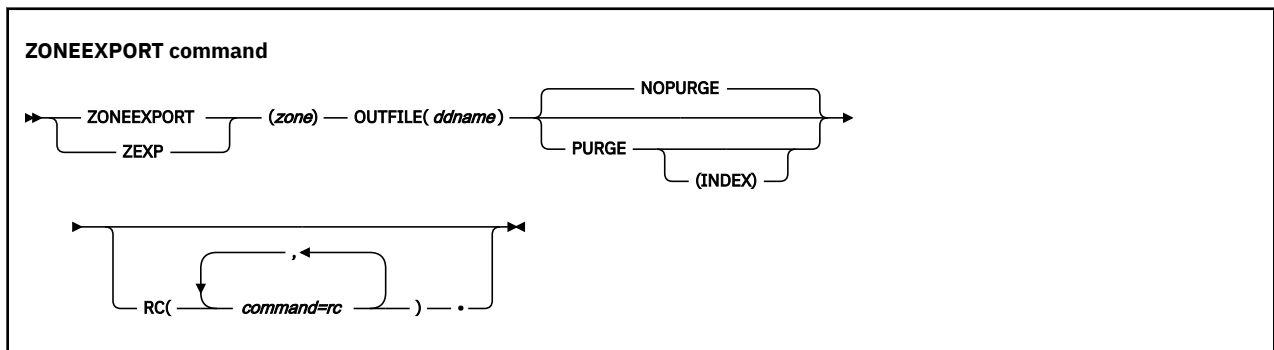 ZONEEXPORT command
NOPURGE
ZONEEXPORT (zone) OUTFILE( ddname )
ZEXP PURGE
(INDEX)
,
RC( command=rc ) .